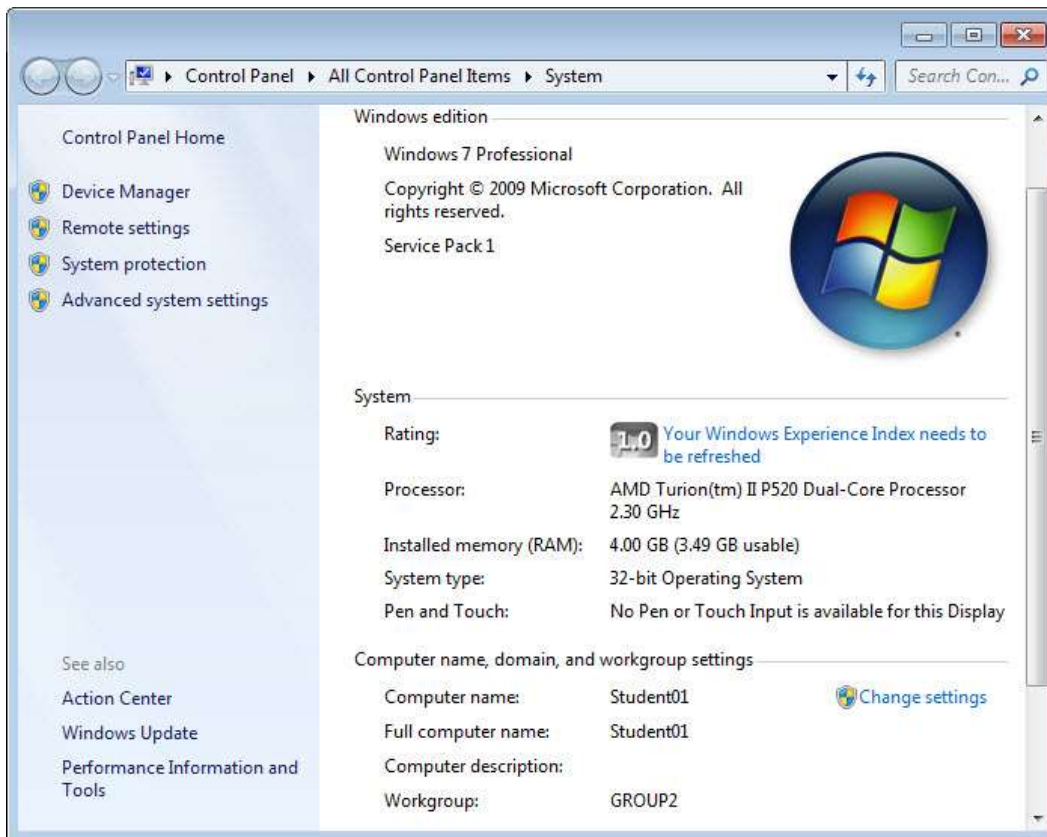 Control Panel ▸ All Control Panel Items ▸ System
Search Con...
Control Panel Home
Device Manager
Remote settings
System protection
Advanced system settings
See also
Action Center
Windows Update
Performance Information and
Tools
Windows edition
Windows 7 Professional
Copyright © 2009 Microsoft Corporation. All
rights reserved.
Service Pack 1
System
Rating:
1.0
Your Windows Experience Index needs to
be refreshed
Processor:
AMD Turion(tm) II P520 Dual-Core Processor
2.30 GHz
Installed memory (RAM):
4.00 GB (3.49 GB usable)
System type:
32-bit Operating System
Pen and Touch:
No Pen or Touch Input is available for this Display
Computer name, domain, and workgroup settings
Computer name:
Student01
Change settings
Full computer name:
Student01
Computer description:
Workgroup:
GROUP2